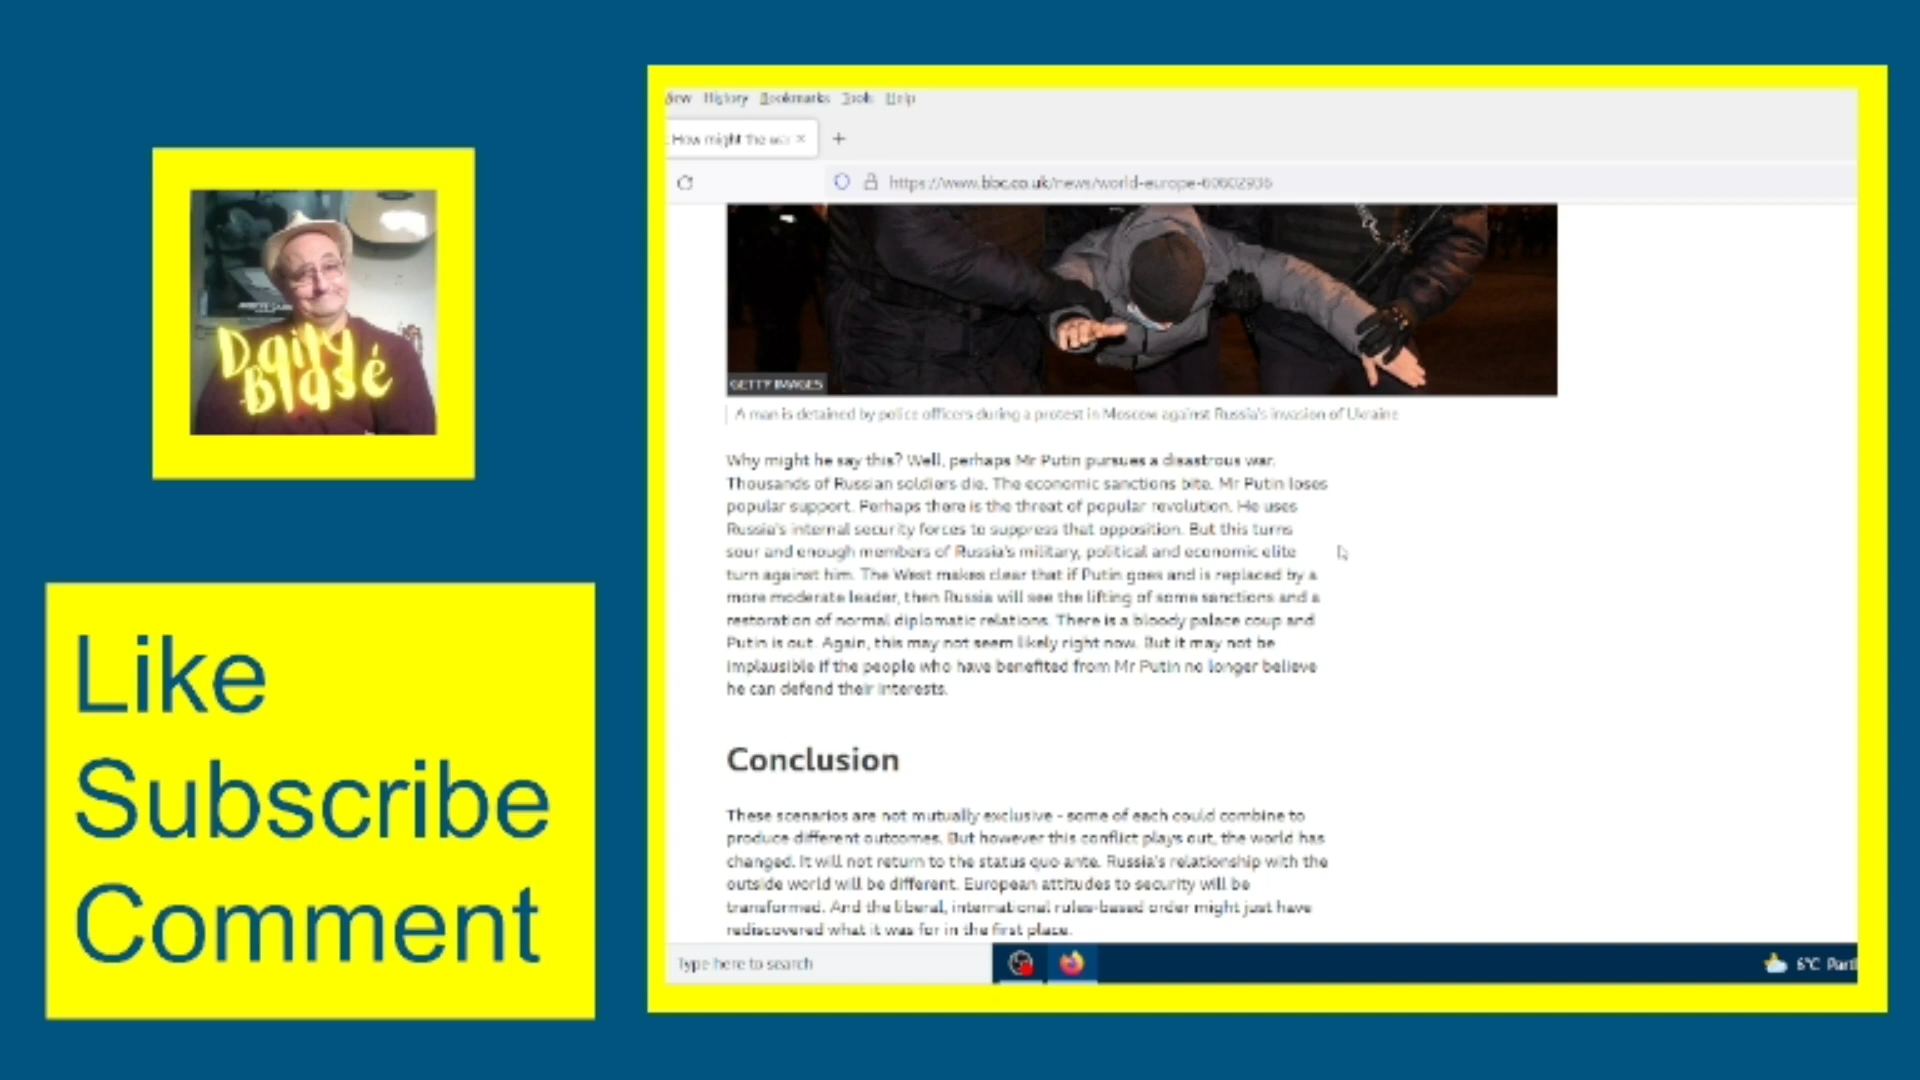 View History Bookmarks Tools Help
How might the war
https://www.bbc.co.uk/news/world-europe-60602936
Daily
Blasé
GETTY IMAGES
A man is detained by police officers during a protest in Moscow against Russia's invasion of Ukraine
Why might he say this? Well, perhaps Mr Putin pursues a disastrous war.
Thousands of Russian soldiers die. The economic sanctions bite. Mr Putin loses
popular support. Perhaps there is the threat of popular revolution. He uses
Russia's internal security forces to suppress that opposition. But this turns
sour and enough members of Russia's military, political and economic elite
turn against him. The West makes clear that if Putin goes and is replaced by a
more moderate leader, then Russia will see the lifting of some sanctions and a
restoration of normal diplomatic relations. There is a bloody palace coup and
Putin is out. Again, this may not seem likely right now. But it may not be
implausible if the people who have benefited from Mr Putin no longer believe
he can defend their interests.
Like
Subscribe
Comment
Conclusion
These scenarios are not mutually exclusive - some of each could combine to
produce different outcomes. But however this conflict plays out, the world has
changed. It will not return to the status quo ante. Russia's relationship with the
outside world will be different. European attitudes to security will be
transformed. And the liberal, international rules-based order might just have
rediscovered what it was for in the first place.
Type here to search
6°C Partl